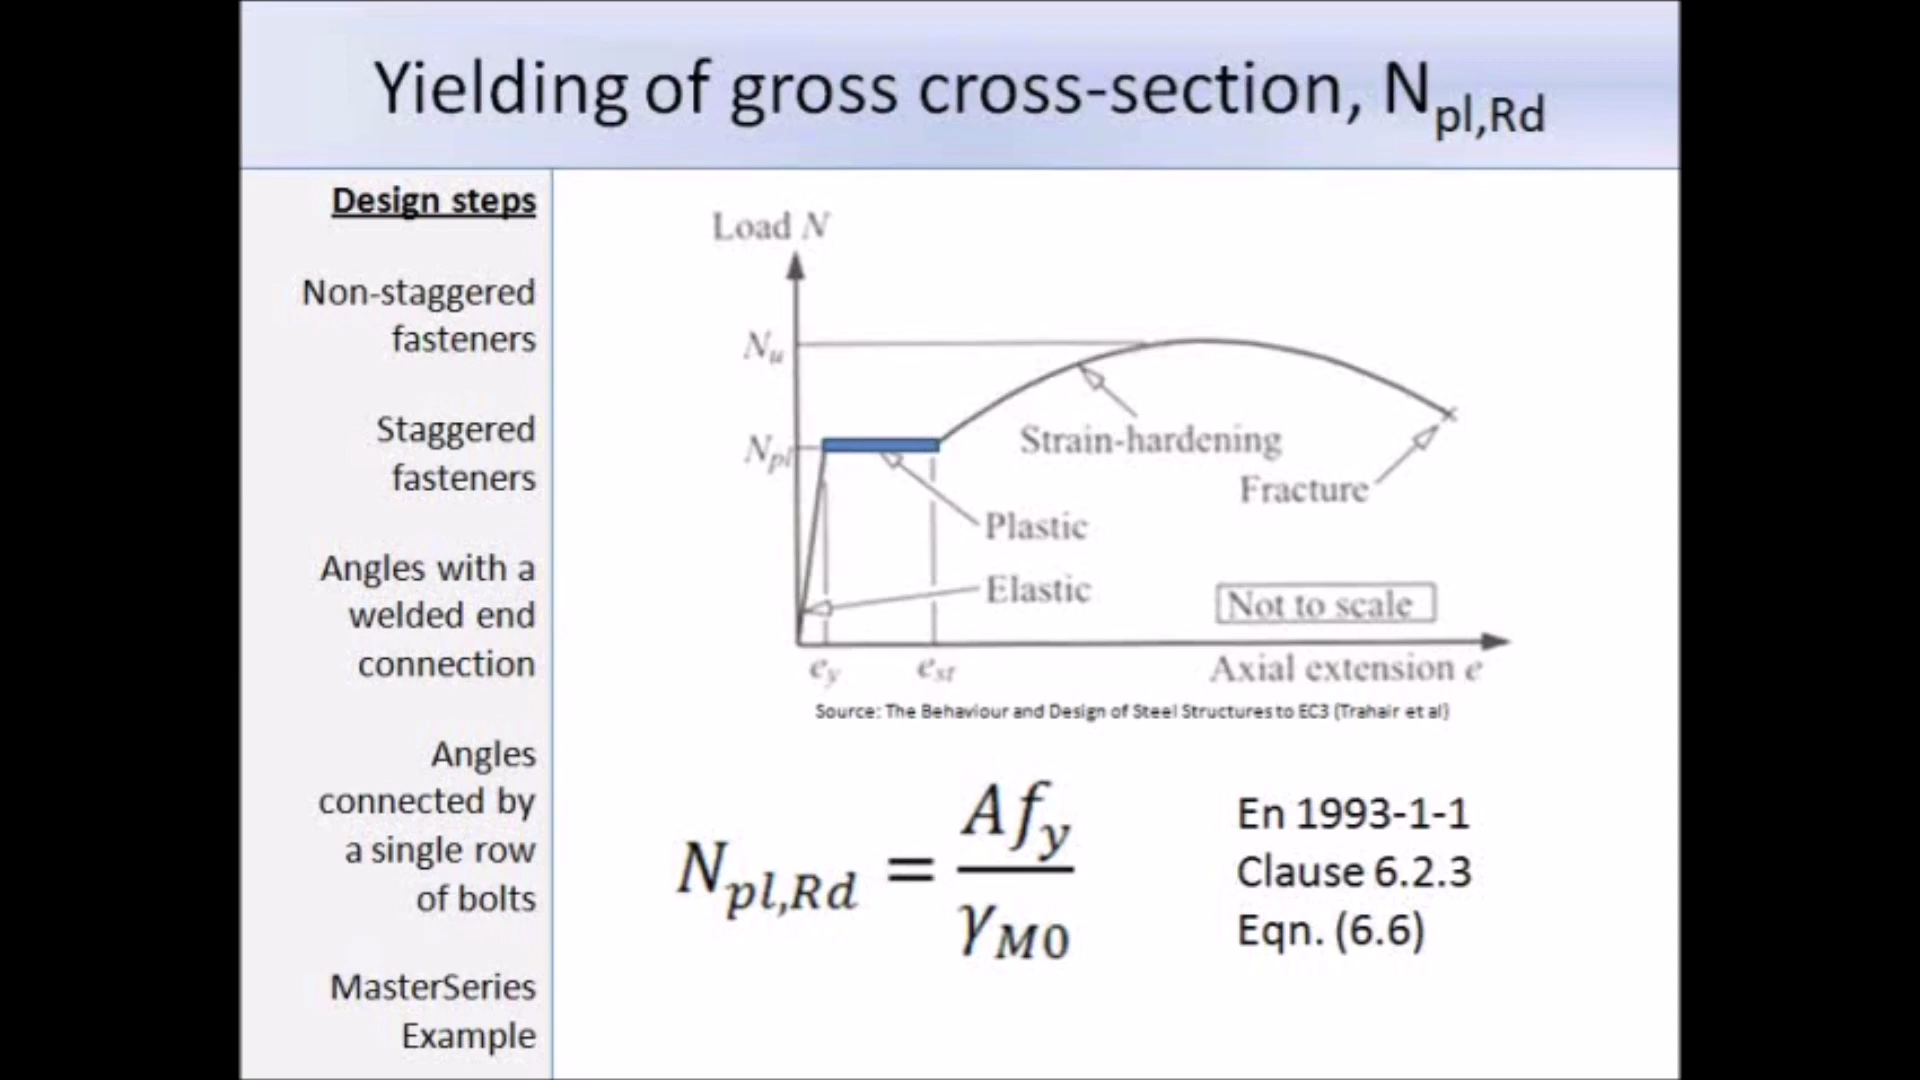 Yielding of gross cross-section, Npl,Rd
Design steps
Non-staggered
fasteners
Staggered
fasteners
Angles with a
welded end
connection
Angles
connected by
a single row
of bolts
MasterSeries
Example
Load N
Nu
Npl
Strain-hardening
Fracture
Plastic
Elastic
Not to scale
ey
est
Axial extension e
Source: The Behaviour and Design of Steel Structures to EC3 (Trahair et al)
Npl,Rd = Afy / γM0
En 1993-1-1
Clause 6.2.3
Eqn. (6.6)